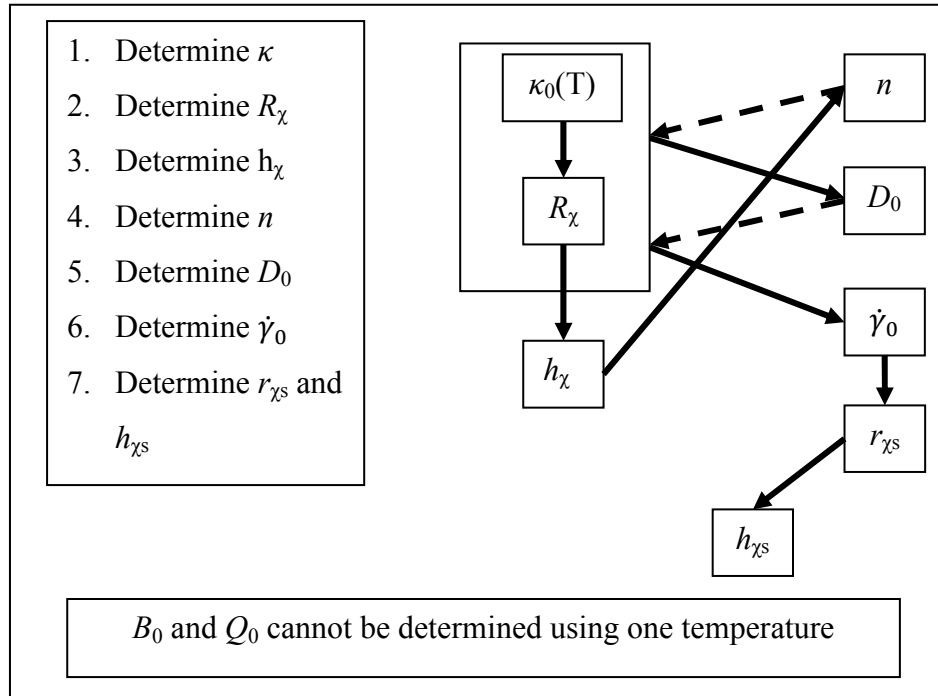 1. Determine κ
2. Determine Rχ
3. Determine hχ
4. Determine n
5. Determine D0
6. Determine γ̇0
7. Determine rχs and
hχs
κ0(T)
Rχ
hχ
n
D0
γ̇0
rχs
hχs
B0 and Q0 cannot be determined using one temperature